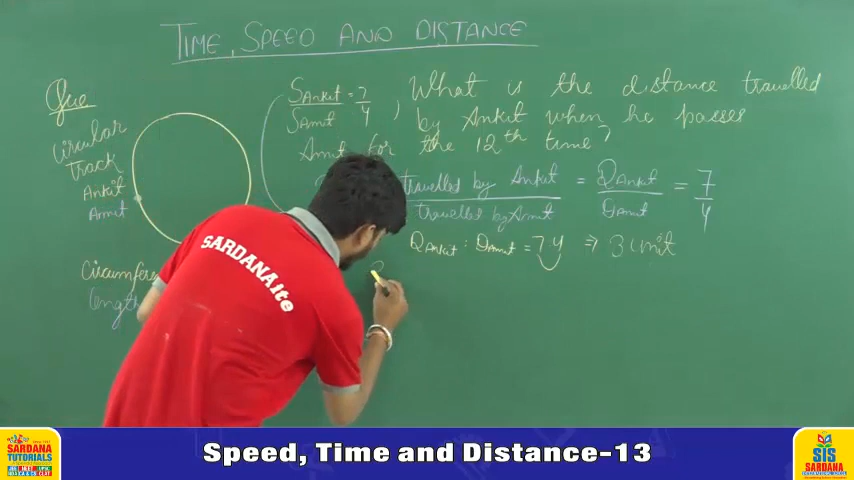 TIME, SPEED AND DISTANCE
Que
Circular
Track
Ankit
Amit
SAnkit = 7
SAmit 4
, What is the distance travelled
by Ankit when he passes
Amit for the 12th time?
travelled by Ankit = DAnkit = 7
travelled by Amit DAmit 4
DAnkit : DAmit = 7:4 ⇒ 3 unit
length
SARDANA.ite
Speed, Time and Distance-13
SARDANA
TUTORIALS
SIS
SARDANA